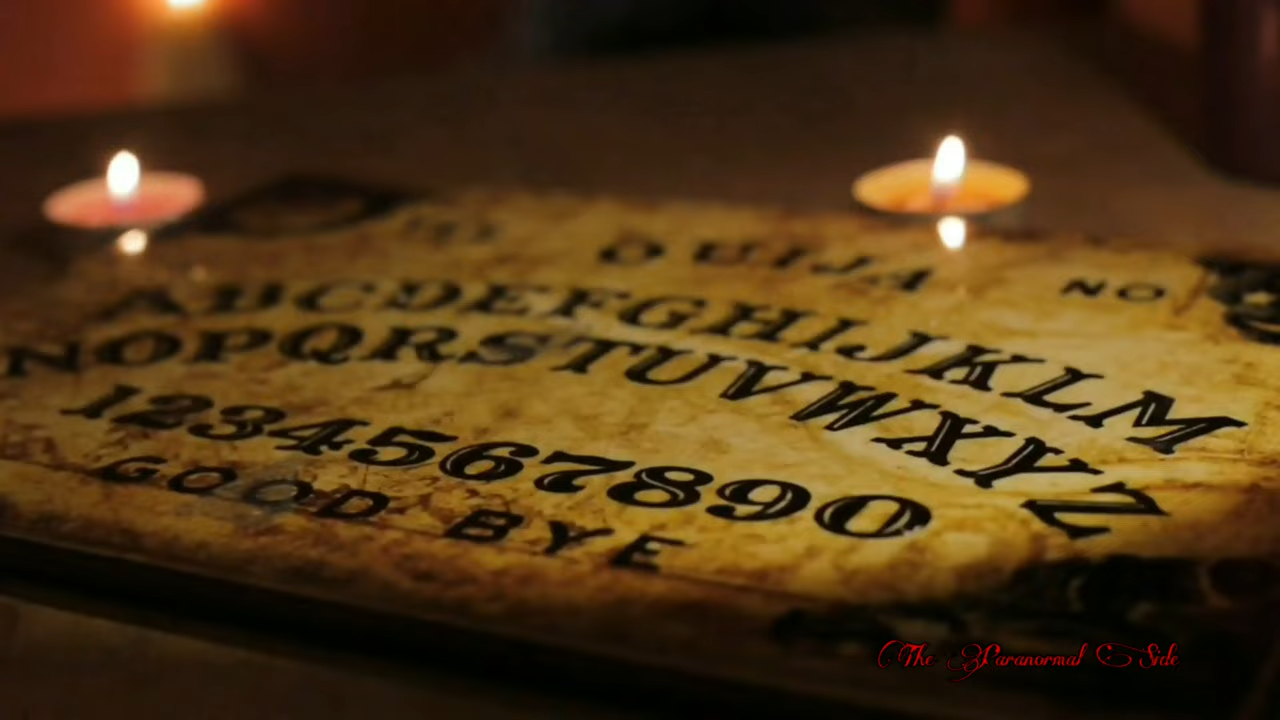 OUIJA
NO
ABCDEFGHIJKLM
NOPQRSTUVWXYZ
1234567890
GOOD BYE
The Paranormal Side